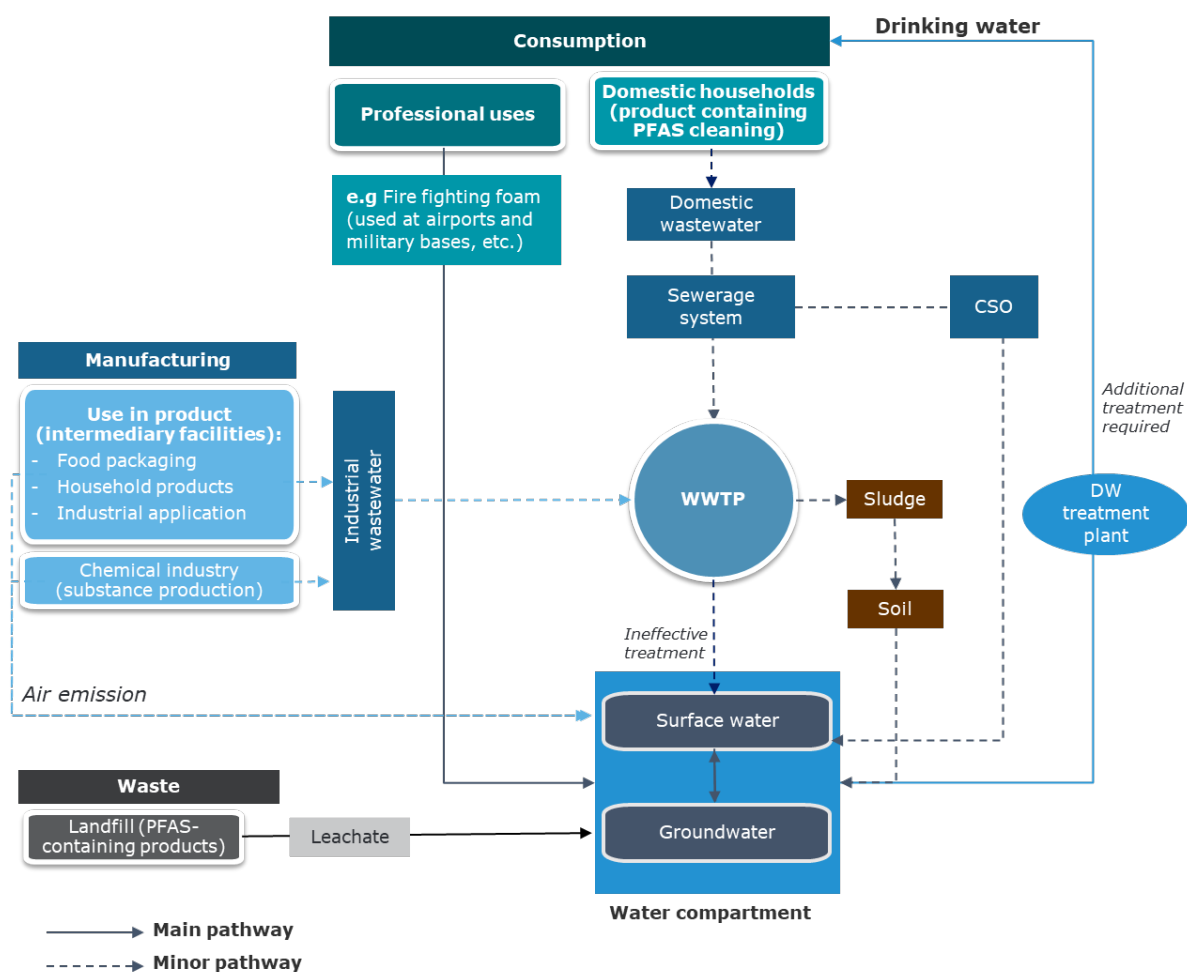 Drinking water
Consumption
Professional uses
Domestic households
(product containing
PFAS cleaning)
e.g Fire fighting foam
(used at airports and
military bases, etc.)
Domestic
wastewater
Sewerage
system
CSO
Manufacturing
Use in product
(intermediary facilities):
- Food packaging
- Household products
- Industrial application
Chemical industry
(substance production)
Industrial
wastewater
WWTP
Sludge
Soil
Additional
treatment
required
DW
treatment
plant
Ineffective
treatment
Air emission
Surface water
Groundwater
Water compartment
Waste
Landfill (PFAS-
containing products)
Leachate
Main pathway
Minor pathway